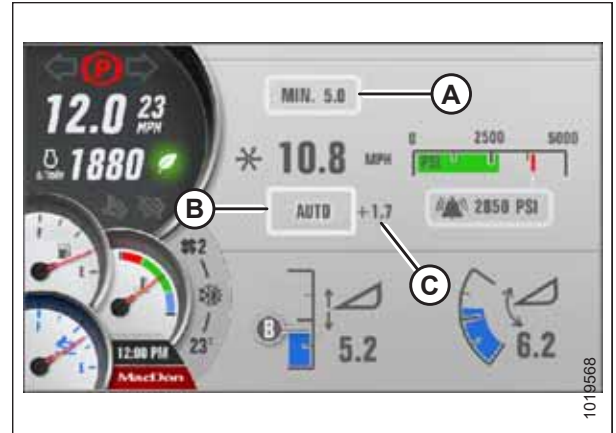 P
12.0 23
MPH
1880
MIN. 5.0
A
10.8 MPH
0 2500 5000
PSI
B
AUTO
+1.7
2850 PSI
C
2
23°
12:00 PM
MacDon
B
5.2
6.2
1019568